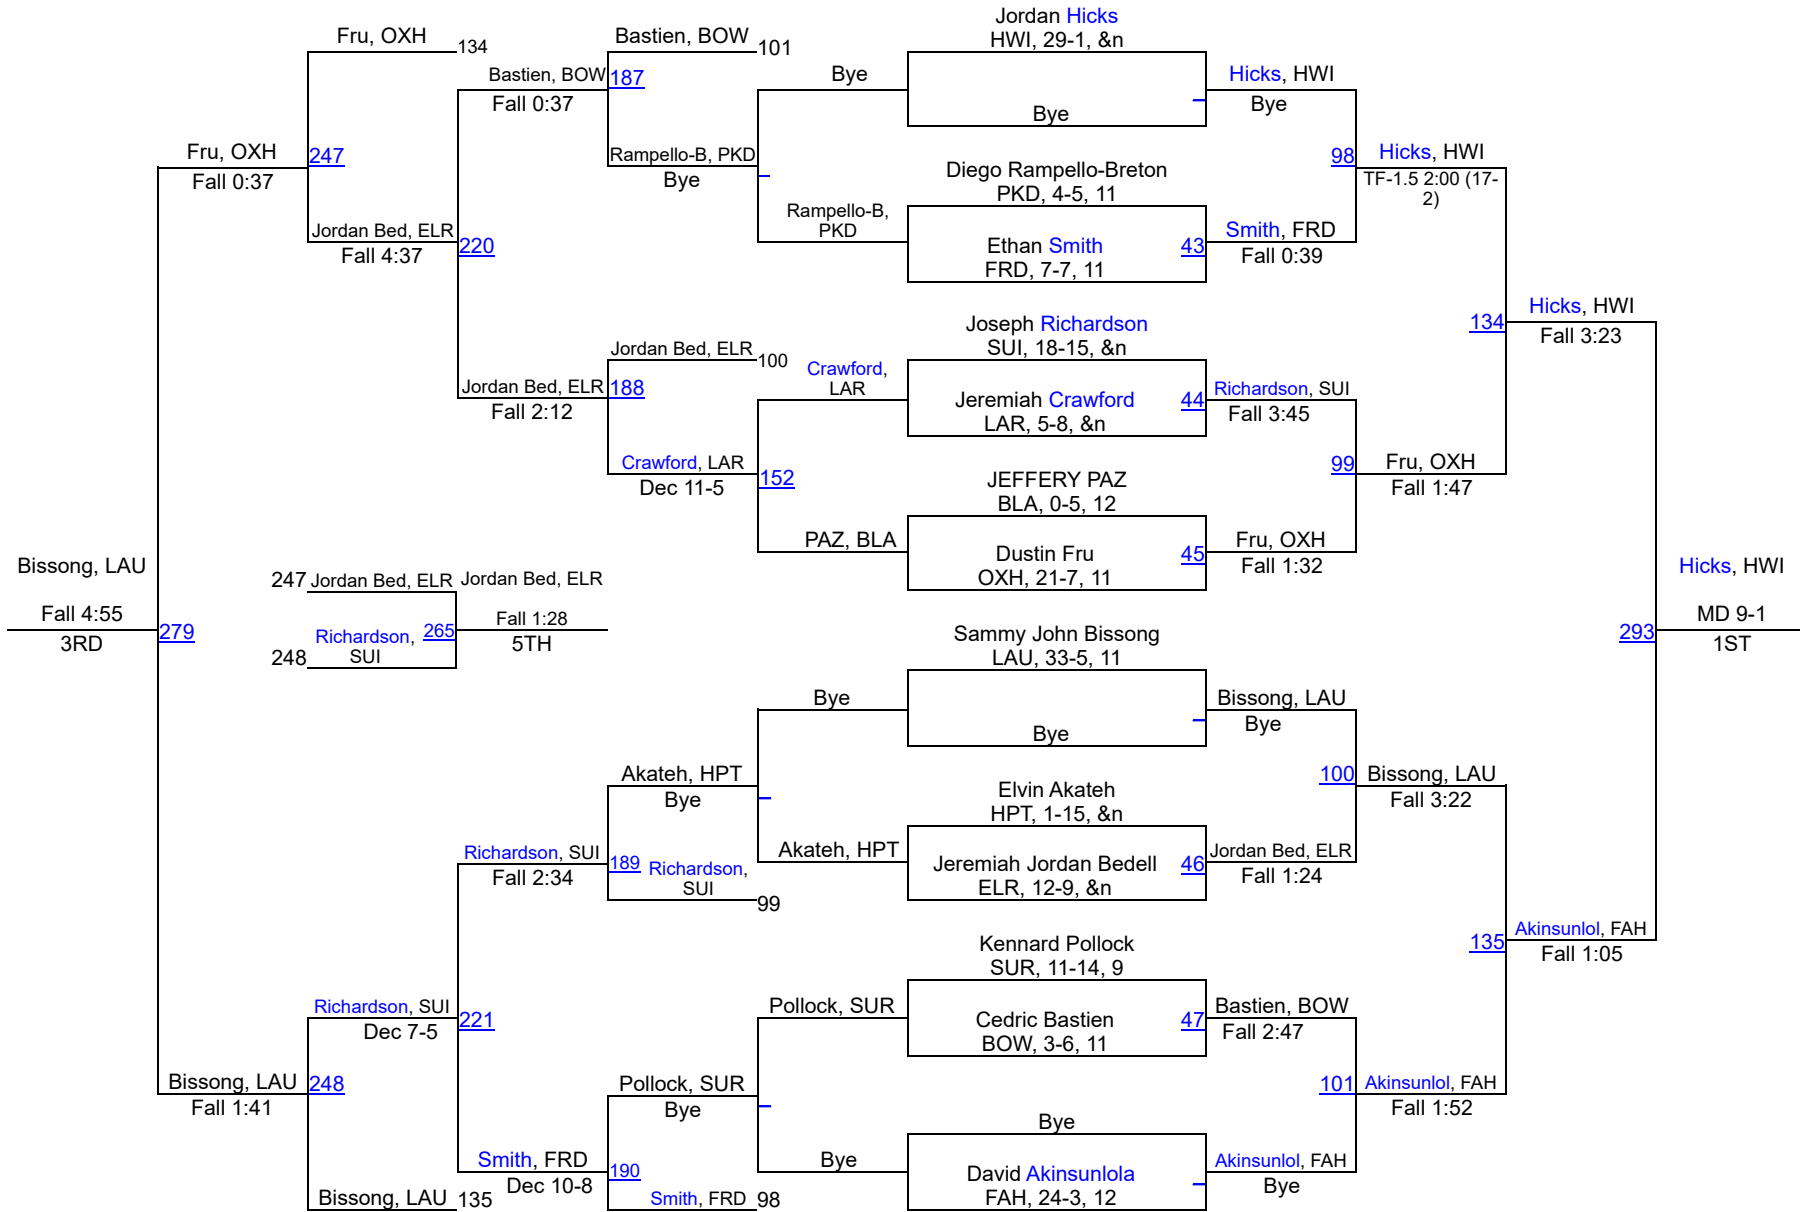 Jordan Hicks
HWI, 29-1, &n
Fru, OXH
134
Bastien, BOW
101
Bastien, BOW
187
Fall 0:37
Bye
Bye
Hicks, HWI
Bye
Fru, OXH
247
Fall 0:37
Rampello-B, PKD
Bye
Diego Rampello-Breton
PKD, 4-5, 11
98
Hicks, HWI
TF-1.5 2:00 (17-
2)
Jordan Bed, ELR
Fall 4:37
220
Rampello-B,
PKD
Ethan Smith
FRD, 7-7, 11
43
Smith, FRD
Fall 0:39
Joseph Richardson
SUI, 18-15, &n
134
Hicks, HWI
Fall 3:23
Jordan Bed, ELR
100
Jordan Bed, ELR
188
Fall 2:12
Crawford,
LAR
Jeremiah Crawford
LAR, 5-8, &n
44
Richardson, SUI
Fall 3:45
Crawford, LAR
Dec 11-5
152
JEFFERY PAZ
BLA, 0-5, 12
99
Fru, OXH
Fall 1:47
PAZ, BLA
Dustin Fru
OXH, 21-7, 11
45
Fru, OXH
Fall 1:32
Bissong, LAU
Fall 4:55
3RD
279
247
Jordan Bed, ELR
Jordan Bed, ELR
Richardson,
SUI
265
248
Fall 1:28
5TH
Hicks, HWI
293
MD 9-1
1ST
Sammy John Bissong
LAU, 33-5, 11
Bye
Bye
Bissong, LAU
Bye
Akateh, HPT
Bye
Elvin Akateh
HPT, 1-15, &n
100
Bissong, LAU
Fall 3:22
Richardson, SUI
Fall 2:34
189
Richardson,
SUI
99
Akateh, HPT
Jeremiah Jordan Bedell
ELR, 12-9, &n
46
Jordan Bed, ELR
Fall 1:24
Kennard Pollock
SUR, 11-14, 9
135
Akinsunlol, FAH
Fall 1:05
Richardson, SUI
Dec 7-5
221
Pollock, SUR
Cedric Bastien
BOW, 3-6, 11
47
Bastien, BOW
Fall 2:47
Bissong, LAU
248
Fall 1:41
Pollock, SUR
Bye
101
Akinsunlol, FAH
Fall 1:52
Bye
Smith, FRD
Dec 10-8
190
Bye
David Akinsunlola
FAH, 24-3, 12
Akinsunlol, FAH
Bye
Bissong, LAU
135
Smith, FRD
98